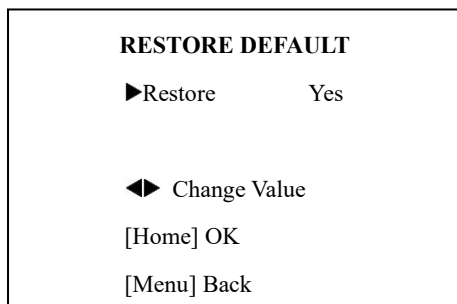 RESTORE DEFAULT
▶Restore Yes
◀▶ Change Value
[Home] OK
[Menu] Back